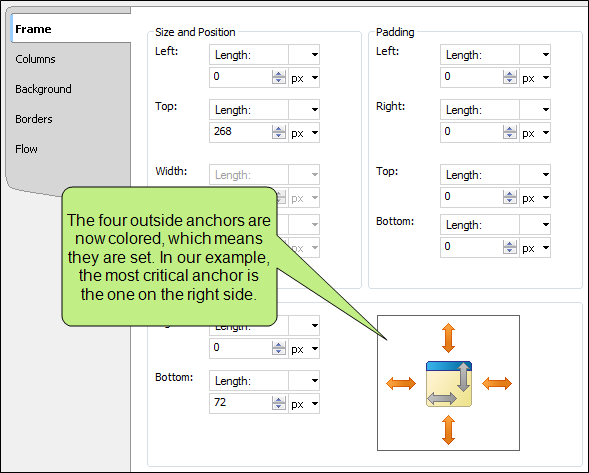 Frame
Columns
Background
Borders
Flow
Size and Position
Left:
Length:
0
px
Top:
Length:
268
px
Width:
Length:
px
px
Length:
0
px
Bottom:
Length:
72
px
Padding
Left:
Length:
0
px
Right:
Length:
0
px
Top:
Length:
0
px
Bottom:
Length:
0
px
The four outside anchors are
now colored, which means
they are set. In our example,
the most critical anchor is
the one on the right side.